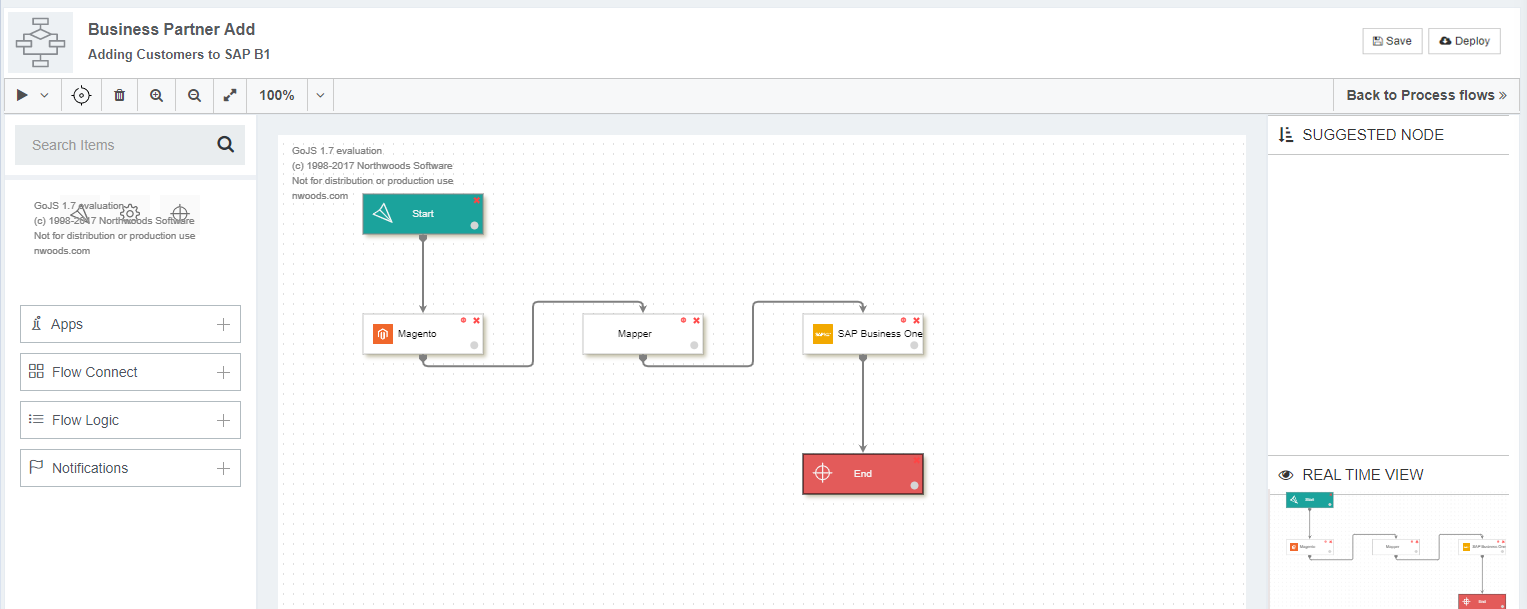 Business Partner Add
Adding Customers to SAP B1
Save
Deploy
100%
Back to Process flows »
Search Items
GoJS 1.7 evaluation
(c) 1998-2017 Northwoods Software
Not for distribution or production use
nwoods.com
Apps
Flow Connect
Flow Logic
Notifications
GoJS 1.7 evaluation
(c) 1998-2017 Northwoods Software
Not for distribution or production use
nwoods.com
Start
Magento
Mapper
SAP Business One
End
SUGGESTED NODE
REAL TIME VIEW
Start
Magento
Mapper
SAP Business One
End